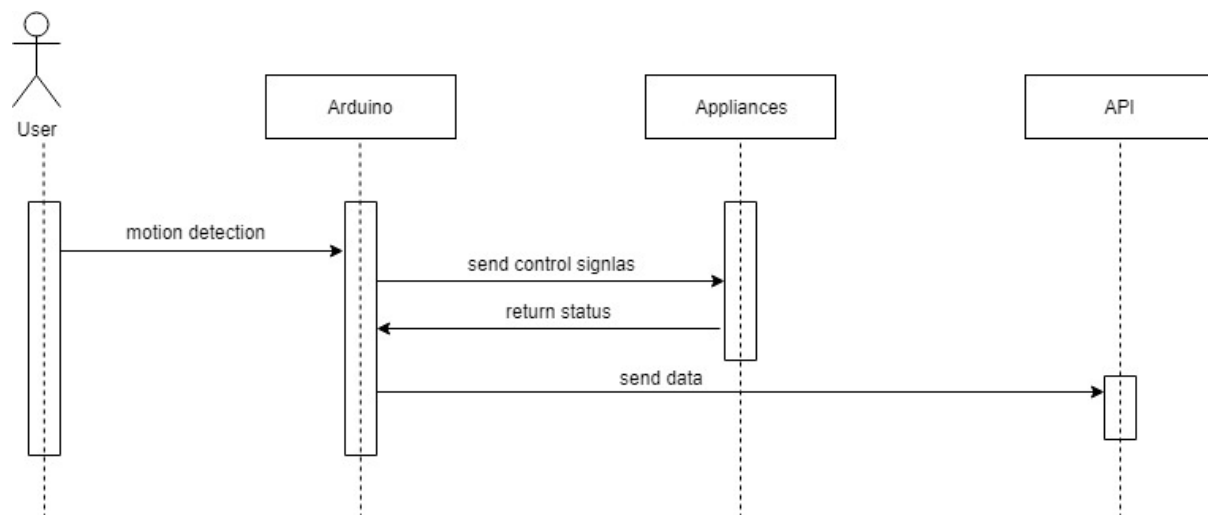 User
Arduino
Appliances
API
motion detection
send control signlas
return status
send data